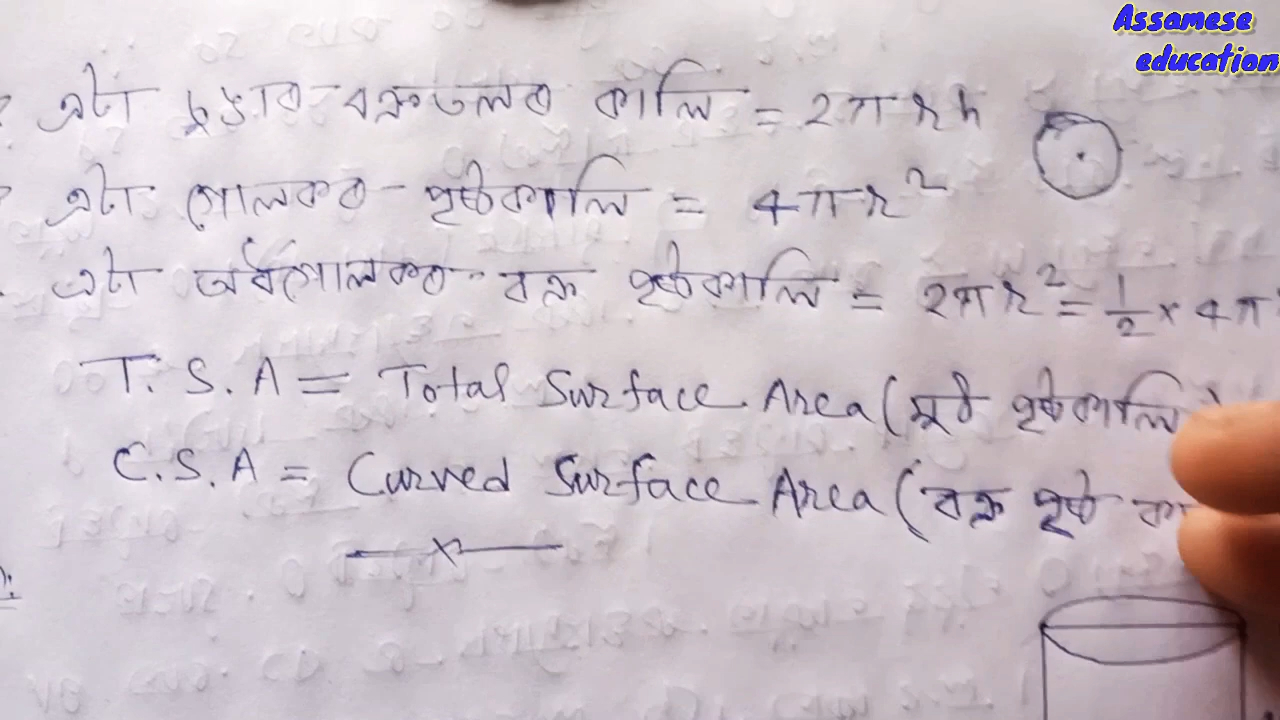 Assamese
education
এটা চুঙাৰ বক্ৰতলৰ কালি = 2πrh
এটা গোলকৰ পৃষ্ঠকালি = 4πr²
এটা অৰ্ধগোলকৰ বক্ৰ পৃষ্ঠকালি = 2πr² = 1/2 × 4π
T.S.A = Total Surface Area (মুঠ পৃষ্ঠকালি)
C.S.A = Curved Surface Area (বক্ৰ পৃষ্ঠ কা